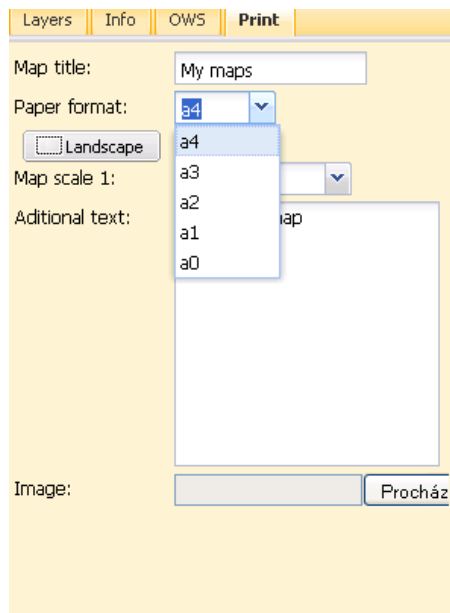 Layers Info OWS Print
Map title: My maps
Paper format: a4
a4
Landscape
a3
Map scale 1:
a2
Aditional text:
a1
a0
Image: